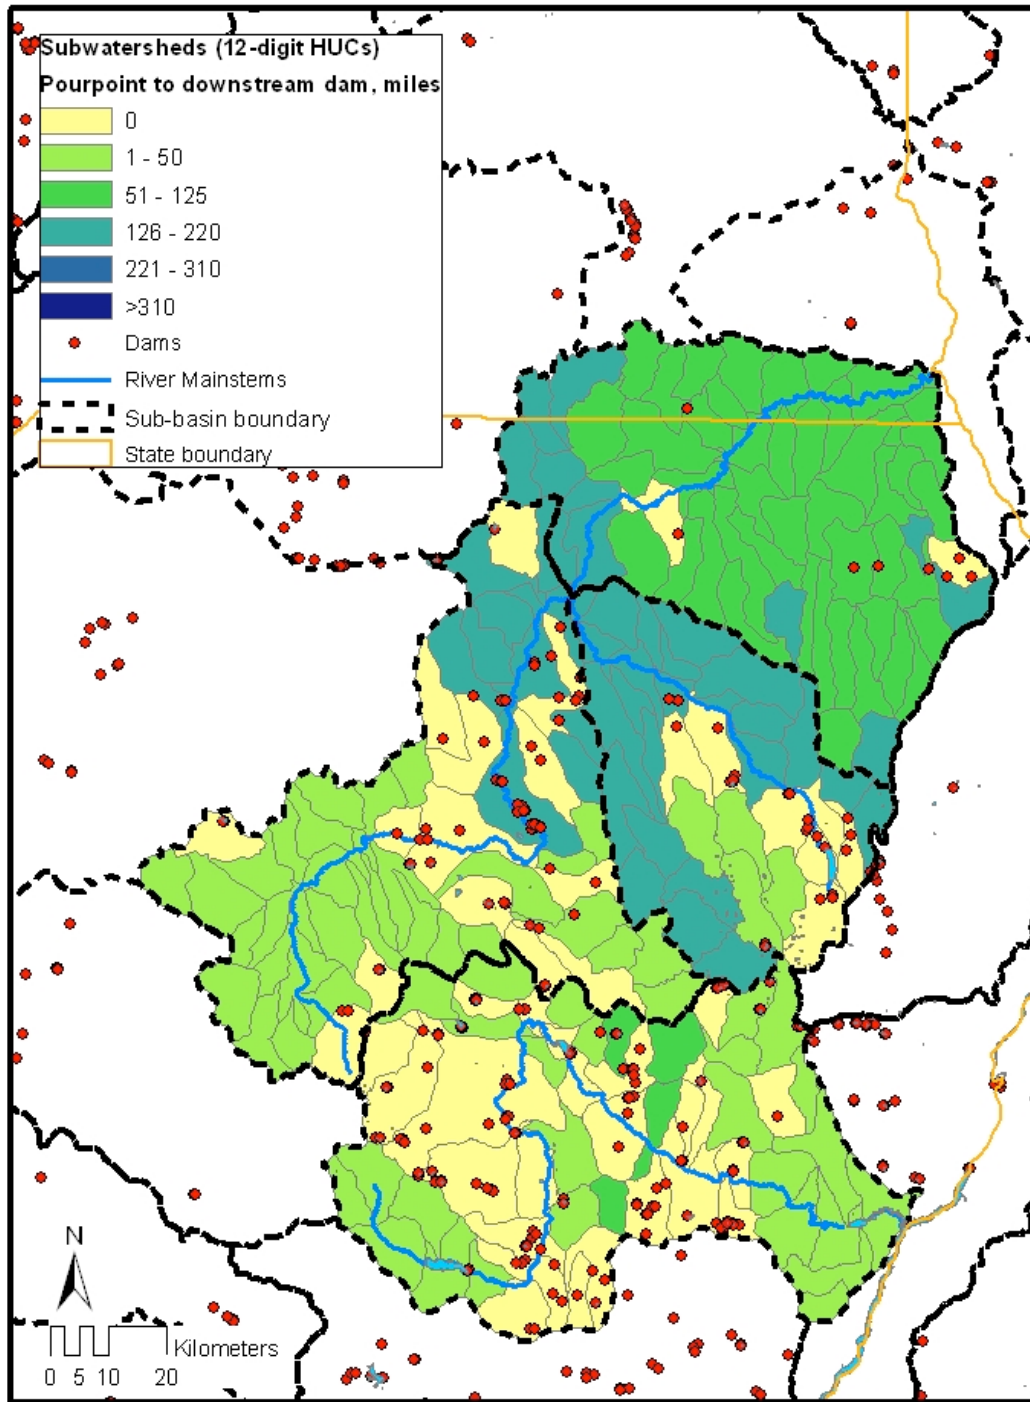 Subwatersheds (12-digit HUCs)
Pourpoint to downstream dam, miles
0
1 - 50
51 - 125
126 - 220
221 - 310
>310
Dams
River Mainstems
Sub-basin boundary
State boundary
N
Kilometers
0 5 10 20